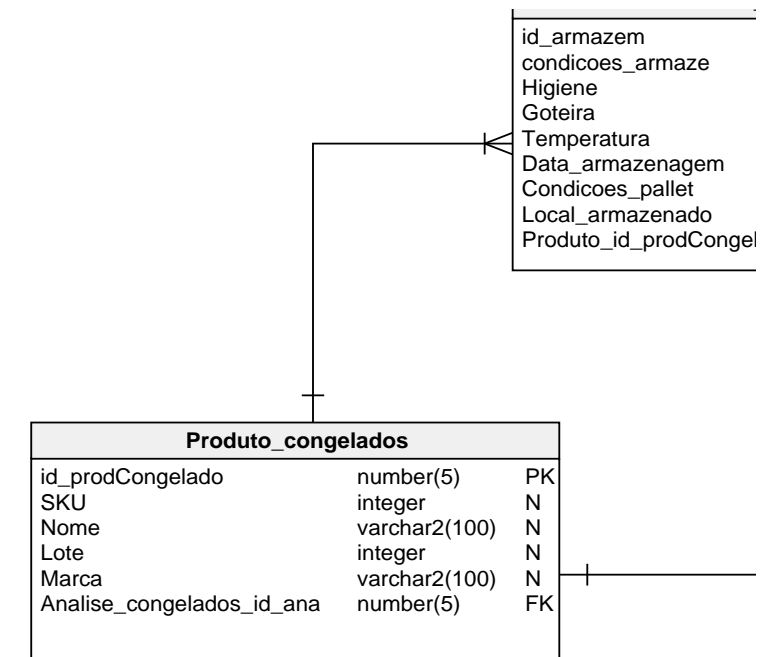 id_armazem
condicoes_armaze
Higiene
Goteira
Temperatura
Data_armazenagem
Condicoes_pallet
Local_armazenado
Produto_id_prodCongel
Produto_congelados
id_prodCongelado number(5) PK
SKU integer N
Nome varchar2(100) N
Lote integer N
Marca varchar2(100) N
Analise_congelados_id_ana number(5) FK